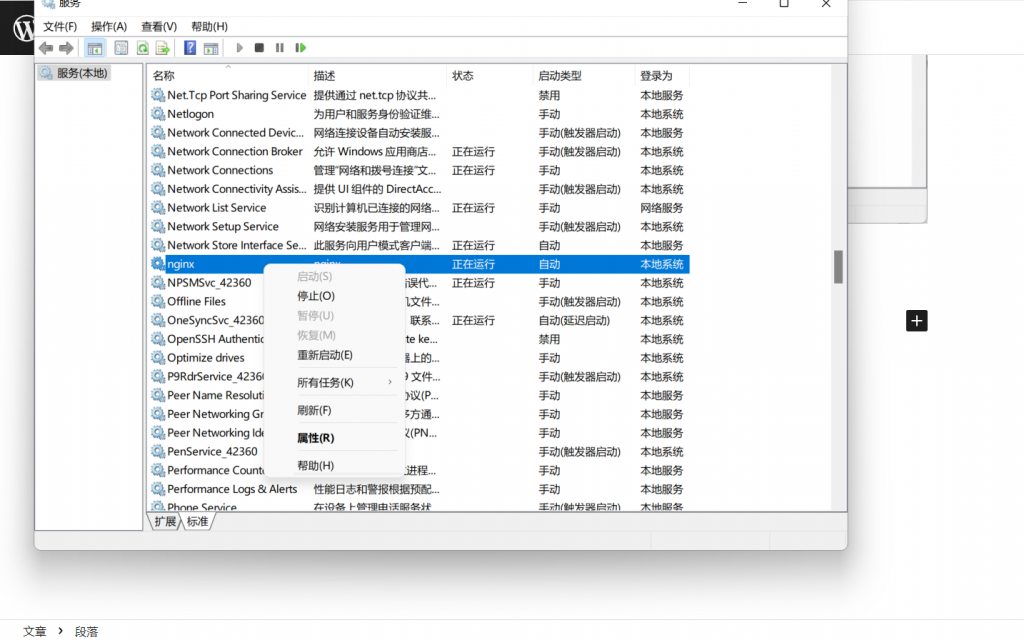 服务
文件(F) 操作(A) 查看(V) 帮助(H)
服务(本地)
名称 描述 状态 启动类型 登录为
Net.Tcp Port Sharing Service 提供通过 net.tcp 协议共... 禁用 本地服务
Netlogon 为用户和服务身份验证维... 手动 本地系统
Network Connected Devic... 网络连接设备自动安装服... 手动(触发器启动) 本地服务
Network Connection Broker 允许 Windows 应用商店... 正在运行 手动(触发器启动) 本地系统
Network Connections 管理“网络和拨号连接”文... 正在运行 手动 本地系统
Network Connectivity Assis... 提供 UI 组件的 DirectAcc... 手动(触发器启动) 本地系统
Network List Service 识别计算机已连接的网络... 正在运行 手动 网络服务
Network Setup Service 网络安装服务用于管理网... 手动(触发器启动) 本地系统
Network Store Interface Se... 此服务向用户模式客户端... 正在运行 自动 本地服务
nginx nginx 正在运行 自动 本地系统
NPSMSvc_42360 误代... 正在运行 手动 本地系统
Offline Files 几文件... 手动(触发器启动) 本地系统
OneSyncSvc_42360 联系... 正在运行 自动(延迟启动) 本地系统
OpenSSH Authentic te ke... 禁用 本地系统
Optimize drives 器上的... 手动 本地系统
P9RdrService_4236 9 文件... 手动(触发器启动) 本地系统
Peer Name Resoluti 协议(P... 手动 本地服务
Peer Networking Gr 多方通... 手动 本地服务
Peer Networking Ide 议(PN... 手动 本地服务
PenService_42360 手动(触发器启动) 本地系统
Performance Count 进程... 手动 本地服务
Performance Logs & Alerts 性能日志和警报根据预配... 手动 本地服务
Phone Service 在设备上管理电话服务状 手动(触发器启动) 本地服务
启动(S)
停止(O)
暂停(U)
恢复(M)
重新启动(E)
所有任务(K)
刷新(F)
属性(R)
帮助(H)
扩展 标准
文章 › 段落